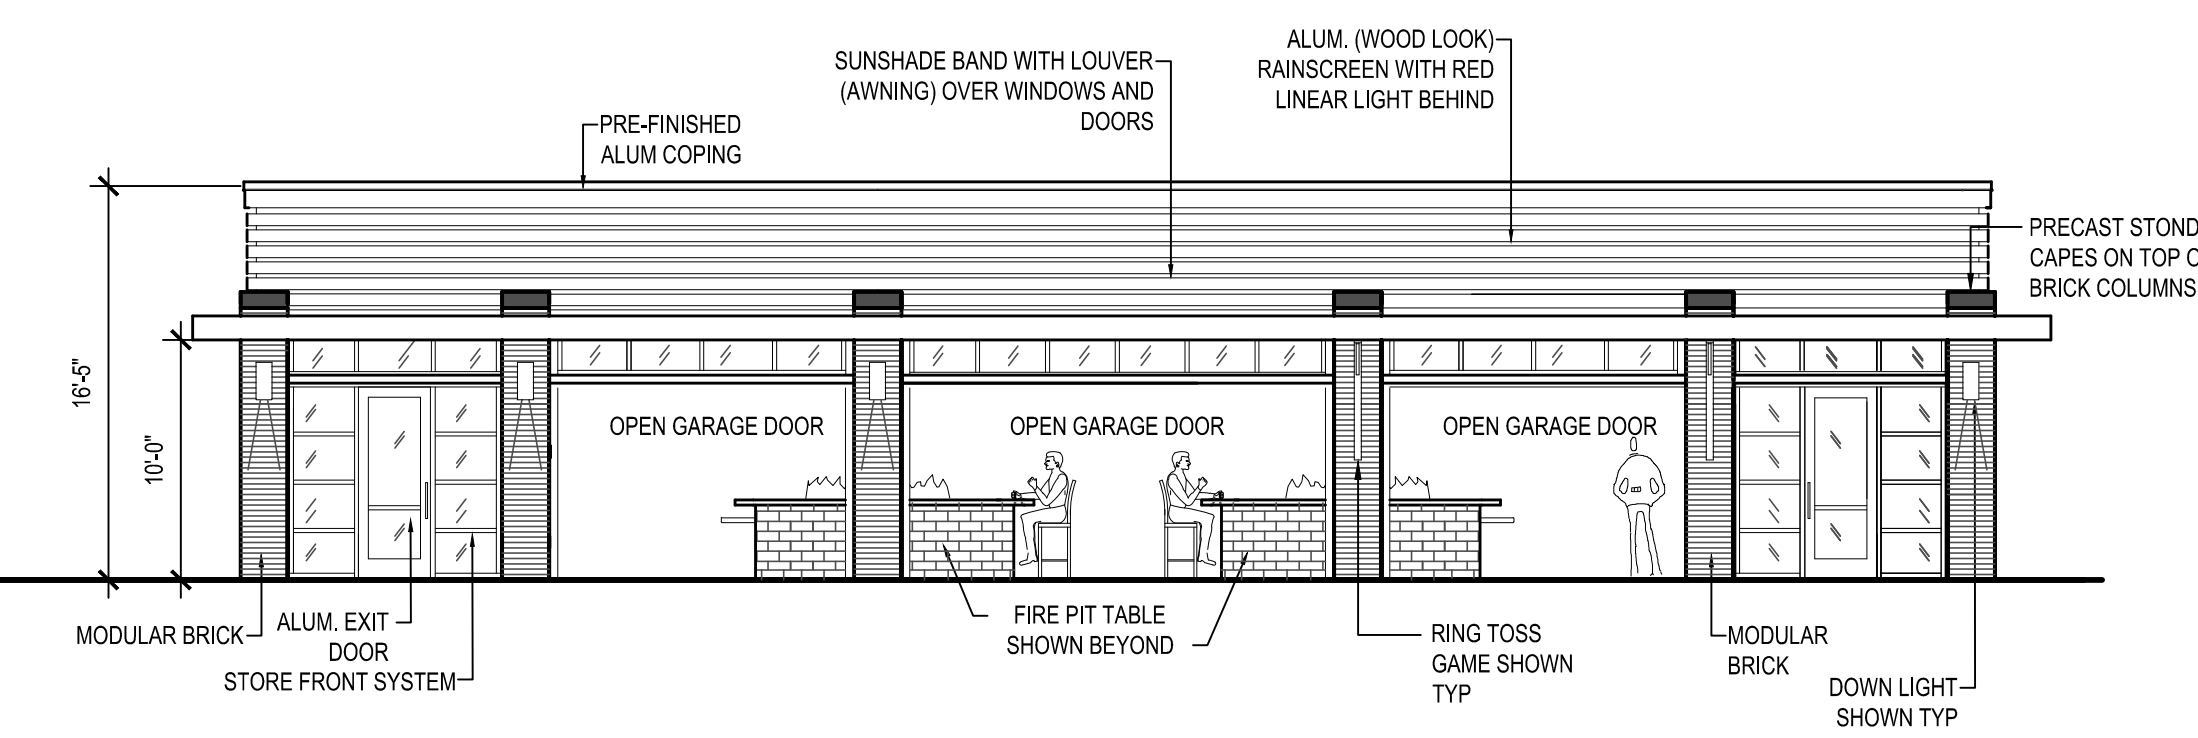 ALUM. (WOOD LOOK)
RAINSCREEN WITH RED
LINEAR LIGHT BEHIND
SUNSHADE BAND WITH LOUVER
(AWNING) OVER WINDOWS AND
DOORS
PRE-FINISHED
ALUM COPING
PRECAST STOND
CAPES ON TOP O
BRICK COLUMNS
16'-5"
10'-0"
OPEN GARAGE DOOR
OPEN GARAGE DOOR
OPEN GARAGE DOOR
MODULAR BRICK
ALUM. EXIT
DOOR
STORE FRONT SYSTEM
FIRE PIT TABLE
SHOWN BEYOND
RING TOSS
GAME SHOWN
TYP
MODULAR
BRICK
DOWN LIGHT
SHOWN TYP